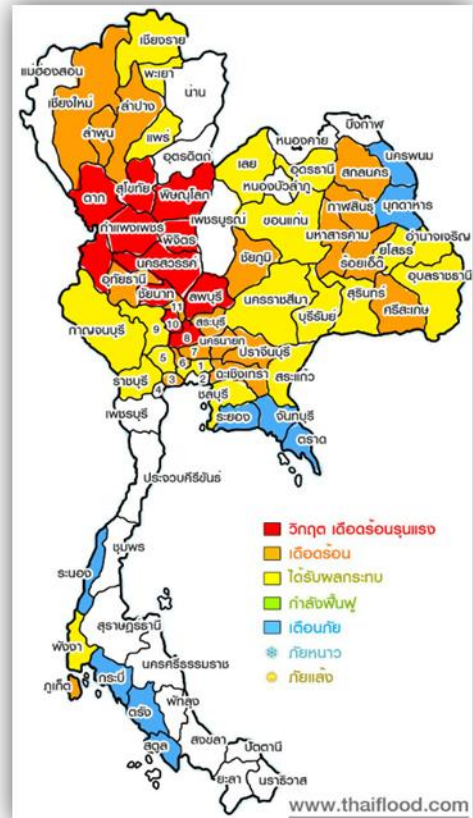 เชียงราย
แม่ฮ่องสอน
พะเยา
น่าน
เชียงใหม่
ลำปาง
ลำพูน
แพร่
อุตรดิตถ์
บึงกาฬ
หนองคาย
เลย
อุดรธานี
นครพนม
สกลนคร
หนองบัวลำภู
ตาก
สุโขทัย
พิษณุโลก
เพชรบูรณ์
ขอนแก่น
กาฬสินธุ์
มุกดาหาร
กำแพงเพชร
พิจิตร
มหาสารคาม
อำนาจเจริญ
ยโสธร
ร้อยเอ็ด
นครสวรรค์
ชัยภูมิ
อุบลราชธานี
อุทัยธานี
ชัยนาท
ลพบุรี
นครราชสีมา
บุรีรัมย์
สุรินทร์
ศรีสะเกษ
11
กาญจนบุรี
9
10
สระบุรี
8
นครนายก
ปราจีนบุรี
5
7
6
1
ฉะเชิงเทรา
สระแก้ว
ราชบุรี
3
2
4
ชลบุรี
เพชรบุรี
ระยอง
จันทบุรี
ตราด
ประจวบคีรีขันธ์
ชุมพร
ระนอง
สุราษฎร์ธานี
พังงา
นครศรีธรรมราช
กระบี่
ภูเก็ต
ตรัง
พัทลุง
สตูล
สงขลา
ปัตตานี
ยะลา
นราธิวาส
วิกฤต เดือดร้อนรุนแรง
เดือดร้อน
ได้รับผลกระทบ
กำลังฟื้นฟู
เตือนภัย
ภัยหนาว
ภัยแล้ง
www.thaiflood.com